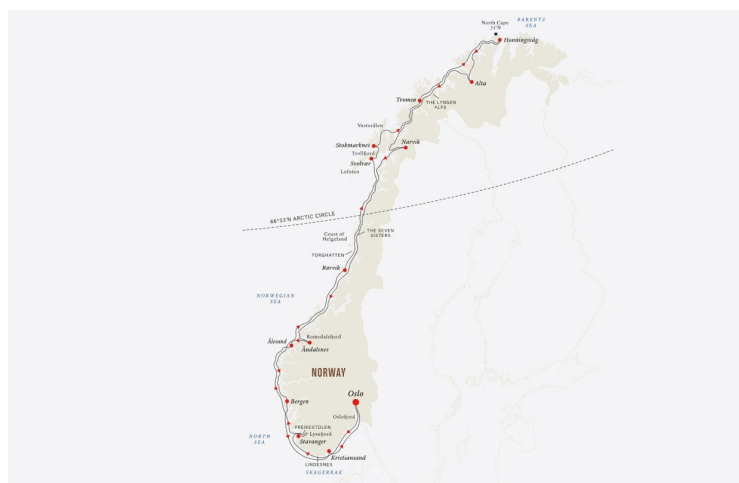 BARENTS
SEA
North Cape
71°N
Honningsvåg
Alta
Tromsø
THE LYNGEN
ALPS
Vesterålen
Stokmarknes
Narvik
Trollfjord
Svolvær
Lofoten
66°33'N ARCTIC CIRCLE
Coast of
Helgeland
THE SEVEN
SISTERS
TORGHATTEN
Rørvik
NORWEGIAN
SEA
Romsdalsfjord
Ålesund
Åndalsnes
NORWAY
Oslo
Bergen
Oslofjord
PREIKESTOLEN
& Lysefjord
NORTH
SEA
Stavanger
Kristiansand
LINDESNES
SKAGERRAK